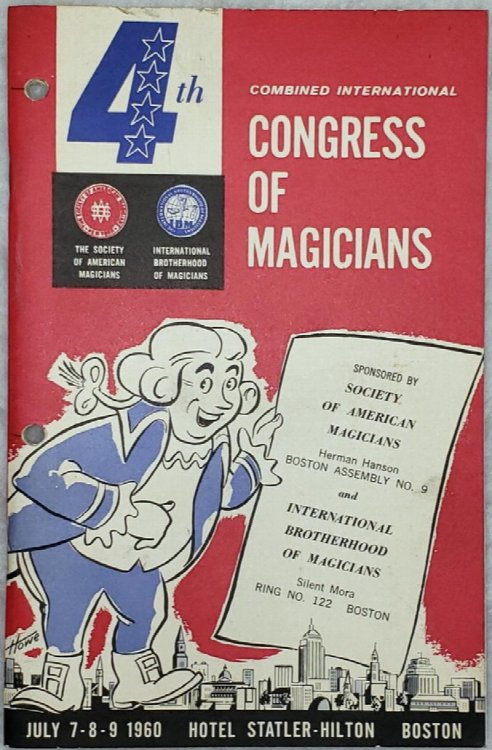 4th
COMBINED INTERNATIONAL
CONGRESS
OF
MAGICIANS
THE SOCIETY
OF AMERICAN
MAGICIANS
INTERNATIONAL
BROTHERHOOD
OF MAGICIANS
SPONSORED BY
SOCIETY
OF AMERICAN
MAGICIANS
Herman Hanson
BOSTON ASSEMBLY NO. 9
and
INTERNATIONAL
BROTHERHOOD
OF MAGICIANS
Silent Mora
RING NO. 122 BOSTON
Howe
JULY 7-8-9 1960 HOTEL STATLER-HILTON BOSTON